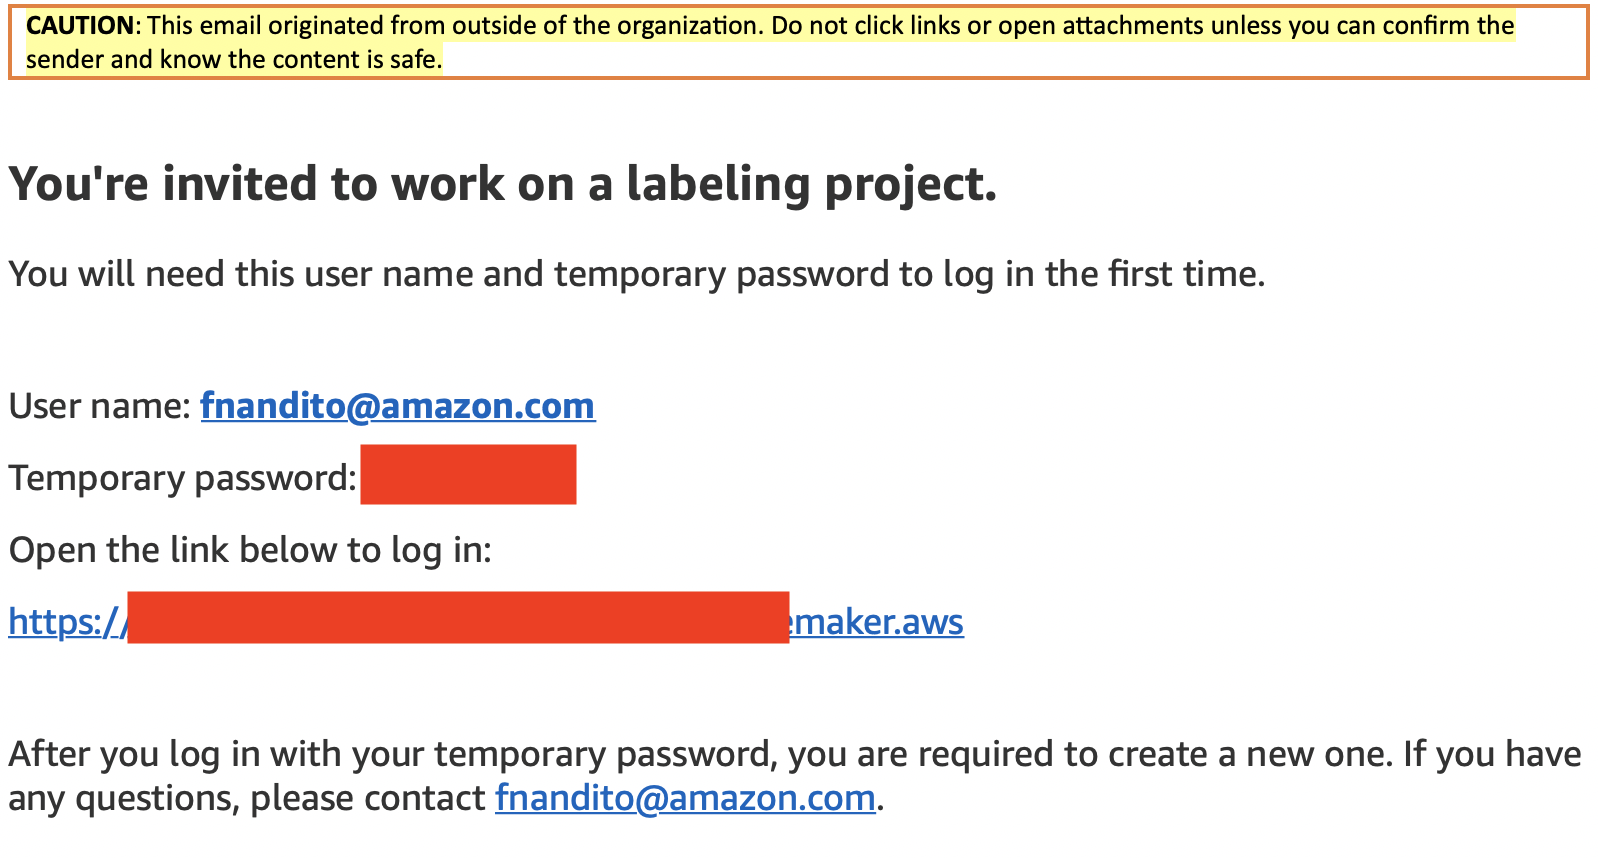 CAUTION: This email originated from outside of the organization. Do not click links or open attachments unless you can confirm the
sender and know the content is safe.
You're invited to work on a labeling project.
You will need this user name and temporary password to log in the first time.
User name: fnandito@amazon.com
Temporary password:
Open the link below to log in:
https:// emaker.aws
After you log in with your temporary password, you are required to create a new one. If you have
any questions, please contact fnandito@amazon.com.